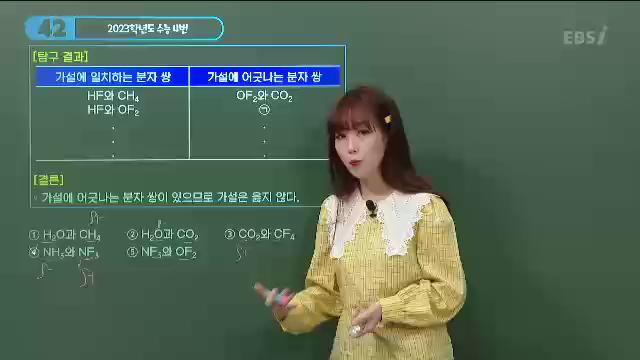 42 2023학년도 수능 4번
EBSi
[탐구 결과]
가설에 일치하는 분자 쌍 가설에 어긋나는 분자 쌍
HF와 CH₄ OF₂와 CO₂
HF와 OF₂ ㉠
[결론]
◦ 가설에 어긋나는 분자 쌍이 있으므로 가설은 옳지 않다.
① H₂O과 CH₄ ② H₂O과 CO₂ ③ CO₂와 CF₄
④ NH₃와 NF₃ ⑤ NF₃와 OF₂